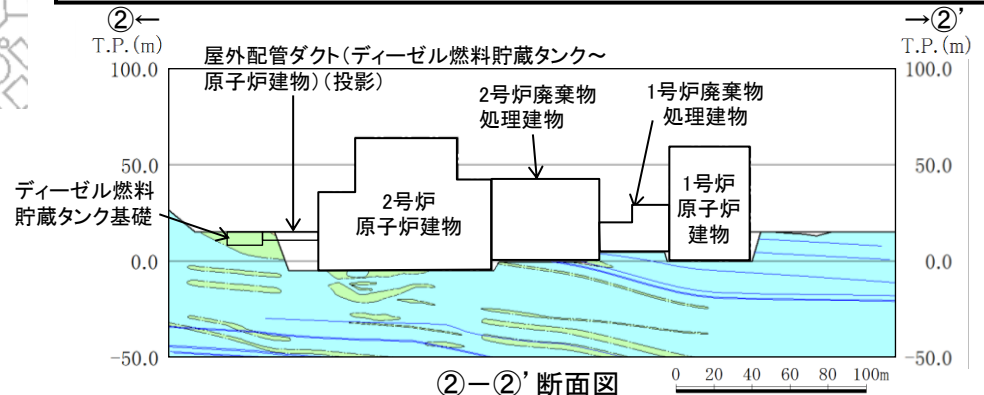 ②← →②'
T.P.(m) T.P.(m)
屋外配管ダクト(ディーゼル燃料貯蔵タンク~
原子炉建物)(投影)
100.0 100.0
2号炉廃棄物
処理建物
1号炉廃棄物
処理建物
50.0 50.0
ディーゼル燃料
貯蔵タンク基礎
2号炉
原子炉建物
1号炉
原子炉
建物
0.0 0.0
-50.0 -50.0
②-②'断面図
0 20 40 60 80 100m